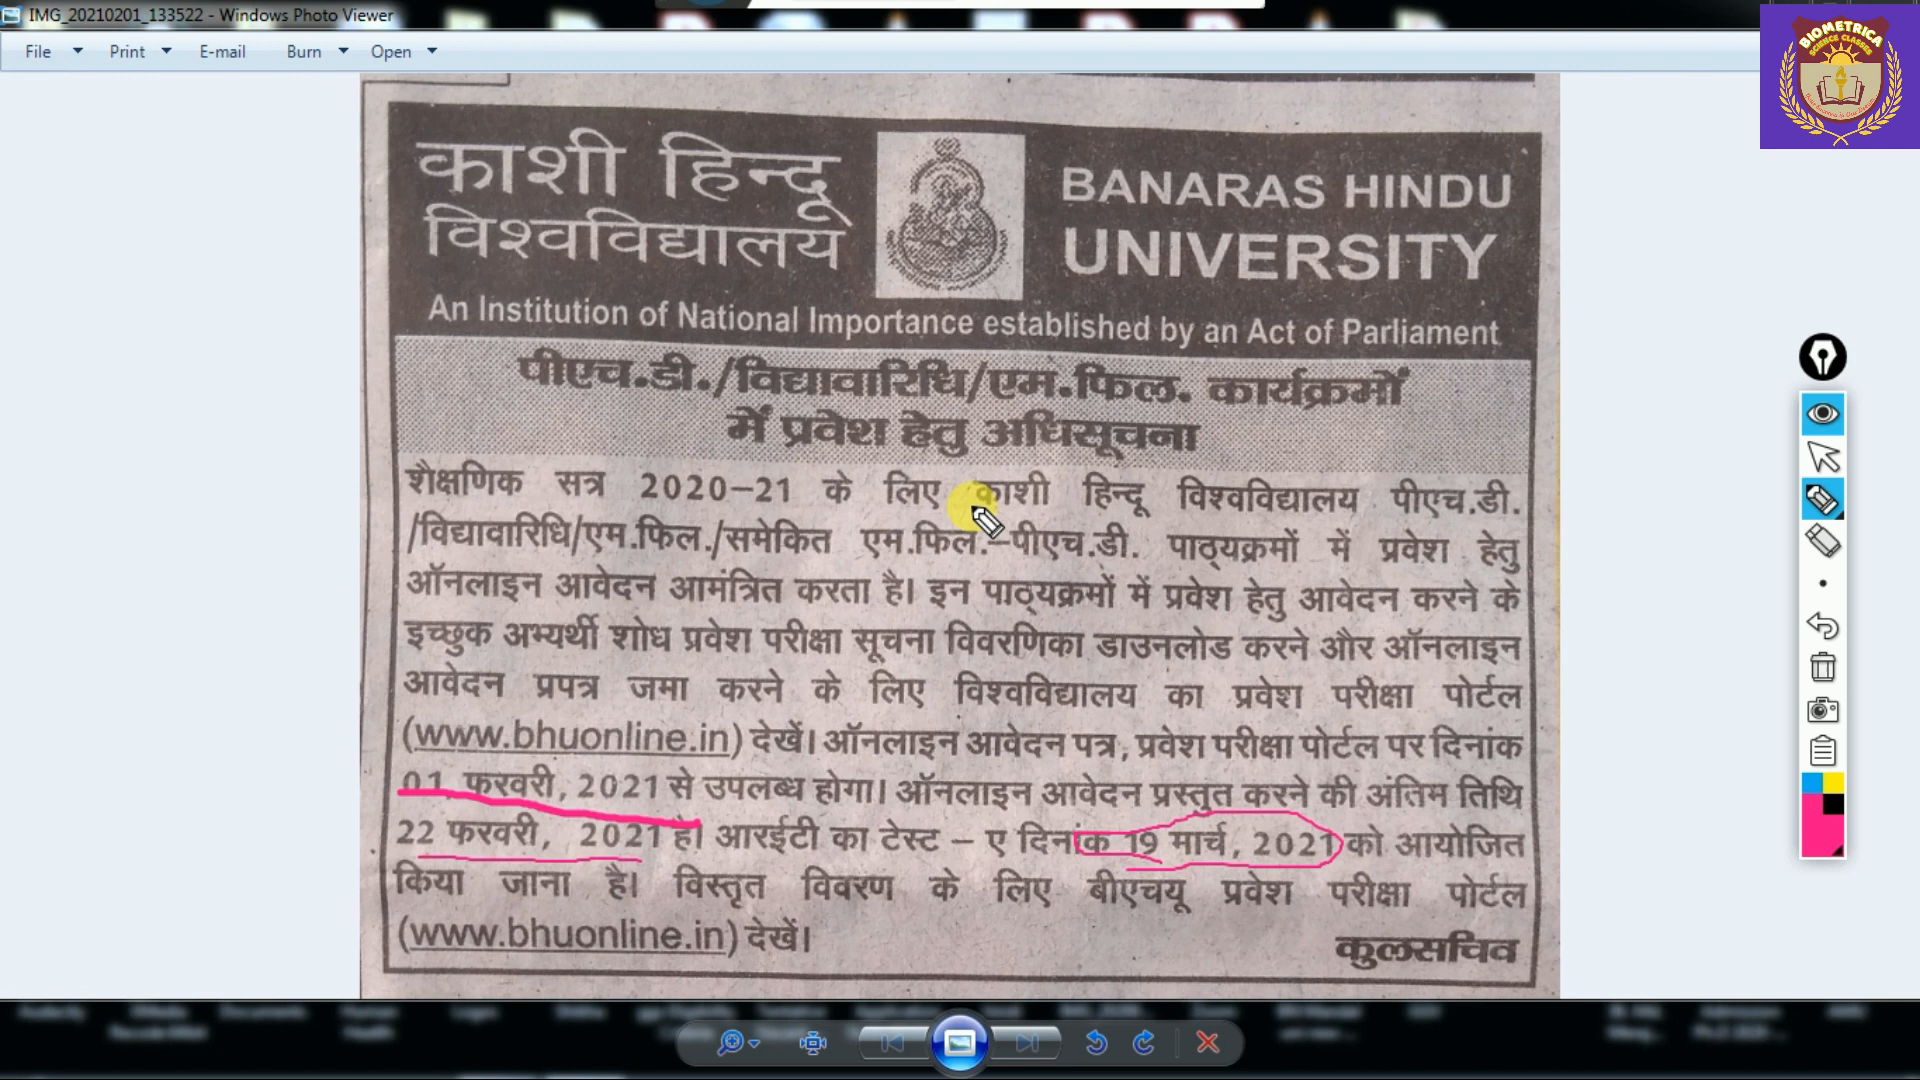 IMG_20210201_133522 - Windows Photo Viewer
File Print E-mail Burn Open
BIOMETRICA
SCIENCE CLASSES
काशी हिन्दू
विश्वविद्यालय
BANARAS HINDU
UNIVERSITY
An Institution of National Importance established by an Act of Parliament
पीएच.डी./विद्यावारिधि/एम.फिल. कार्यक्रमों
में प्रवेश हेतु अधिसूचना
शैक्षणिक सत्र 2020–21 के लिए काशी हिन्दू विश्वविद्यालय पीएच.डी.
/विद्यावारिधि/एम.फिल./समेकित एम.फिल.–पीएच.डी. पाठ्यक्रमों में प्रवेश हेतु
ऑनलाइन आवेदन आमंत्रित करता है। इन पाठ्यक्रमों में प्रवेश हेतु आवेदन करने के
इच्छुक अभ्यर्थी शोध प्रवेश परीक्षा सूचना विवरणिका डाउनलोड करने और ऑनलाइन
आवेदन प्रपत्र जमा करने के लिए विश्वविद्यालय का प्रवेश परीक्षा पोर्टल
(www.bhuonline.in) देखें। ऑनलाइन आवेदन पत्र, प्रवेश परीक्षा पोर्टल पर दिनांक
01 फरवरी, 2021 से उपलब्ध होगा। ऑनलाइन आवेदन प्रस्तुत करने की अंतिम तिथि
22 फरवरी, 2021 है। आरईटी का टेस्ट – ए दिनांक 19 मार्च, 2021 को आयोजित
किया जाना है। विस्तृत विवरण के लिए बीएचयू प्रवेश परीक्षा पोर्टल
(www.bhuonline.in) देखें।
कुलसचिव